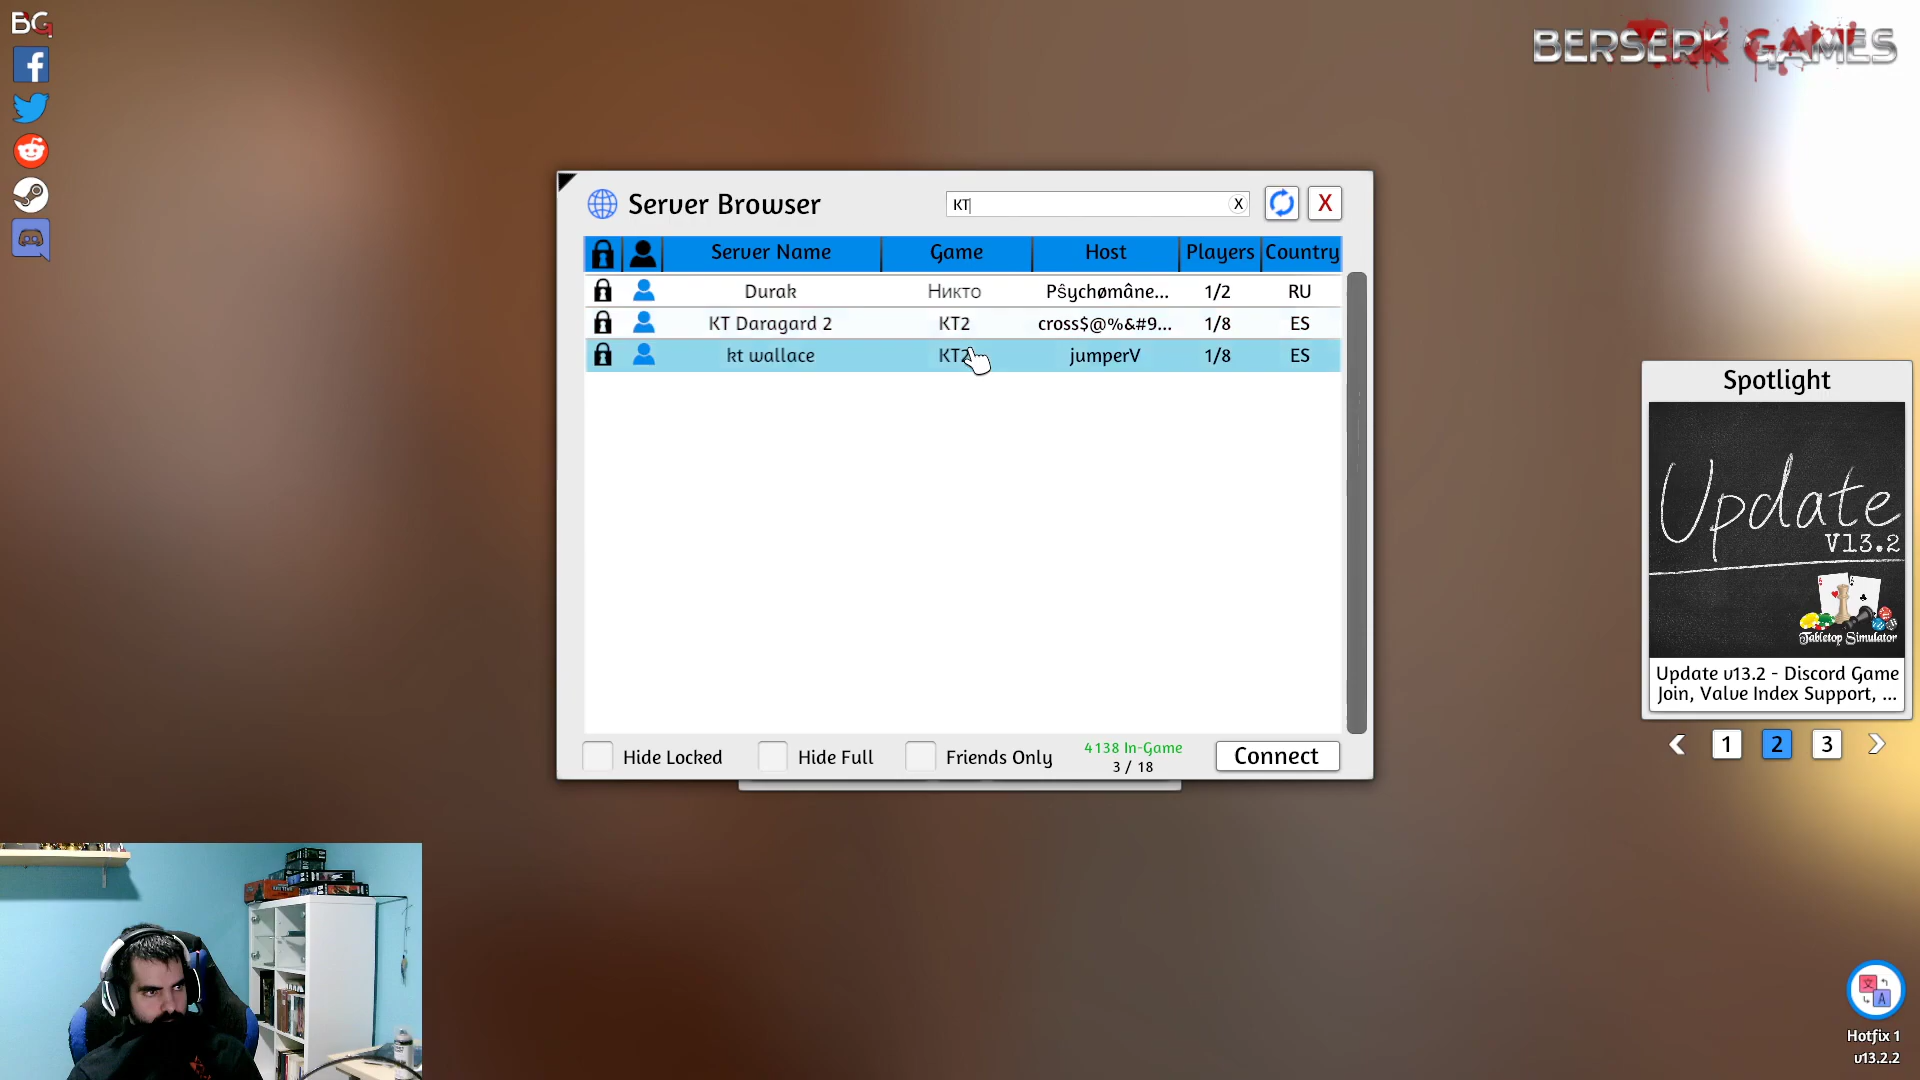 BG
BERSERK GAMES
Server Browser
KT
X
X
Server Name Game Host Players Country
Durak Никто Pŝychømâne... 1/2 RU
KT Daragard 2 KT2 cross$@%&#9... 1/8 ES
kt wallace KT2 jumperV 1/8 ES
Hide Locked
Hide Full
Friends Only
4138 In-Game
3 / 18
Connect
Spotlight
Update
V13.2
Tabletop Simulator
Update v13.2 - Discord Game
Join, Value Index Support, ...
1 2 3
文 A
Hotfix 1
v13.2.2